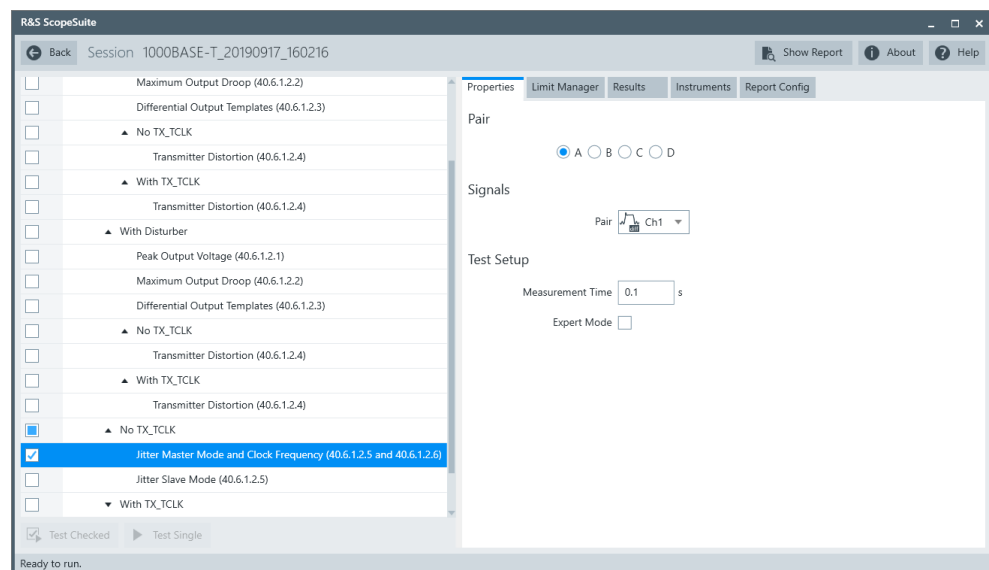 R&S ScopeSuite
Back Session 1000BASE-T_20190917_160216 Show Report About Help
Maximum Output Droop (40.6.1.2.2)
Differential Output Templates (40.6.1.2.3)
No TX_TCLK
Transmitter Distortion (40.6.1.2.4)
With TX_TCLK
Transmitter Distortion (40.6.1.2.4)
With Disturber
Peak Output Voltage (40.6.1.2.1)
Maximum Output Droop (40.6.1.2.2)
Differential Output Templates (40.6.1.2.3)
No TX_TCLK
Transmitter Distortion (40.6.1.2.4)
With TX_TCLK
Transmitter Distortion (40.6.1.2.4)
No TX_TCLK
Jitter Master Mode and Clock Frequency (40.6.1.2.5 and 40.6.1.2.6)
Jitter Slave Mode (40.6.1.2.5)
With TX_TCLK
Test Checked Test Single
Properties Limit Manager Results Instruments Report Config
Pair
A B C D
Signals
Pair Ch1
Test Setup
Measurement Time 0.1 s
Expert Mode
Ready to run.